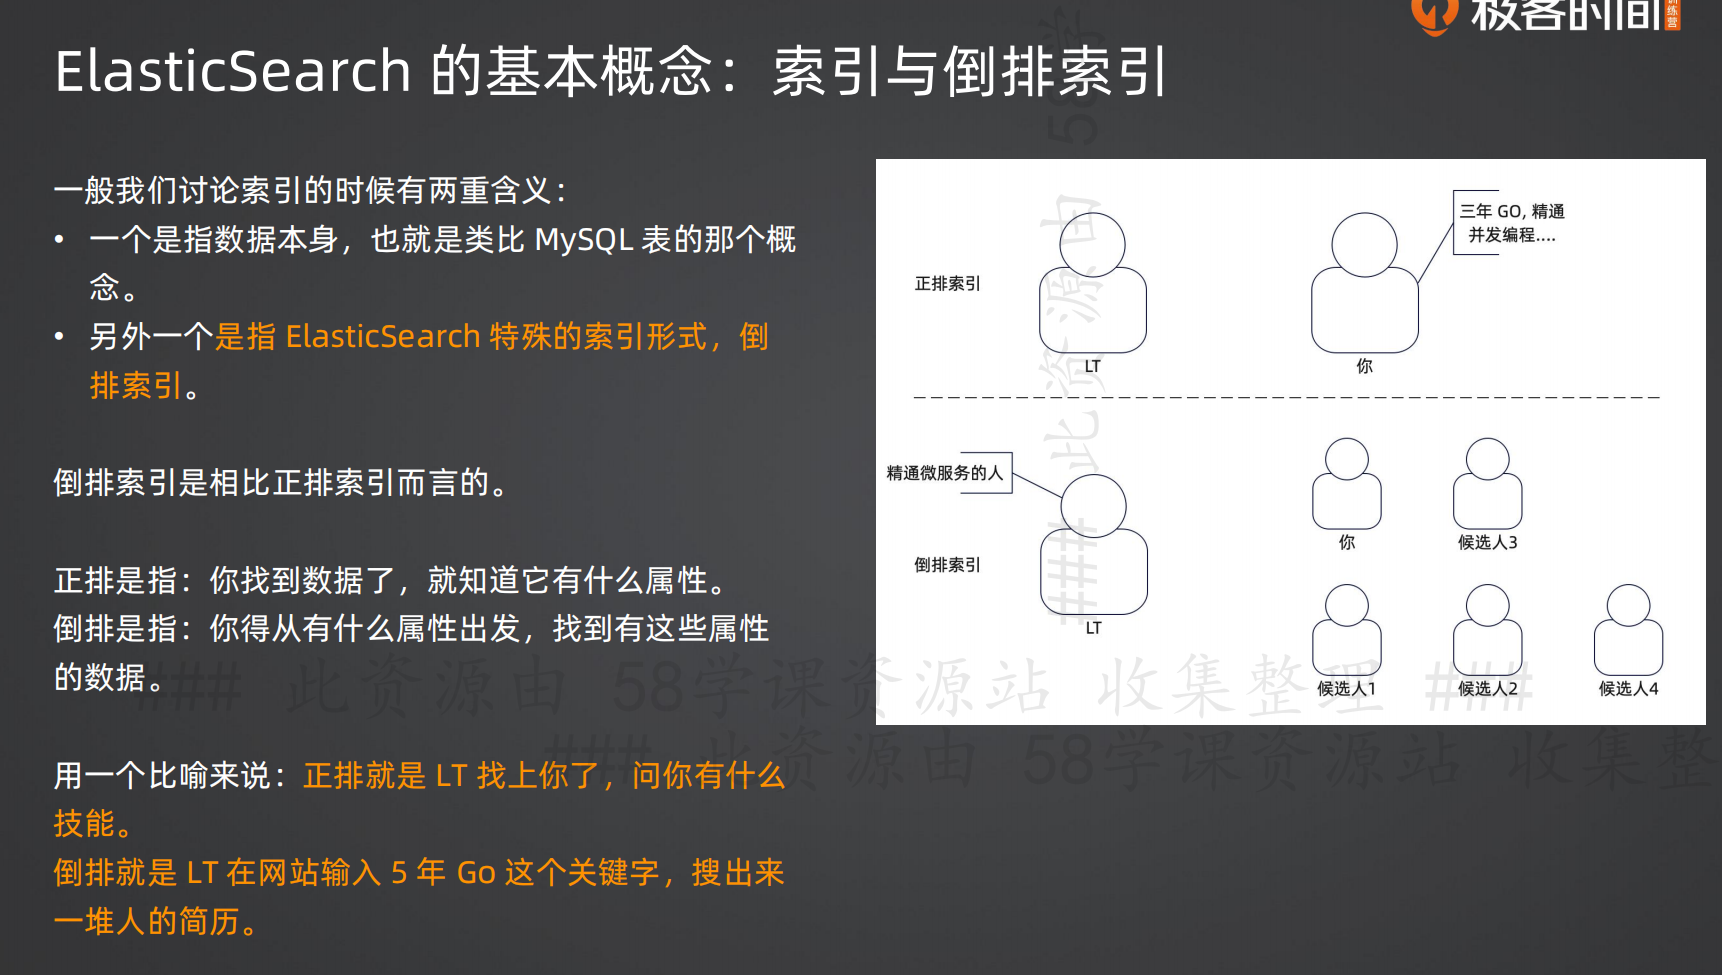 极客时间
训练营
ElasticSearch 的基本概念：索引与倒排索引
一般我们讨论索引的时候有两重含义：
• 一个是指数据本身，也就是类比 MySQL 表的那个概
念。
• 另外一个是指 ElasticSearch 特殊的索引形式，倒
排索引。
倒排索引是相比正排索引而言的。
正排是指：你找到数据了，就知道它有什么属性。
倒排是指：你得从有什么属性出发，找到有这些属性
的数据。
用一个比喻来说：正排就是 LT 找上你了，问你有什么
技能。
倒排就是 LT 在网站输入 5 年 Go 这个关键字，搜出来
一堆人的简历。
三年 GO, 精通
并发编程....
正排索引
LT
你
精通微服务的人
倒排索引
LT
你
候选人3
候选人1
候选人2
候选人4
### 此资源由 58学
### 此资源由 58学课资源站 收集整理 ###
### 此资源由 58学课资源站 收集整